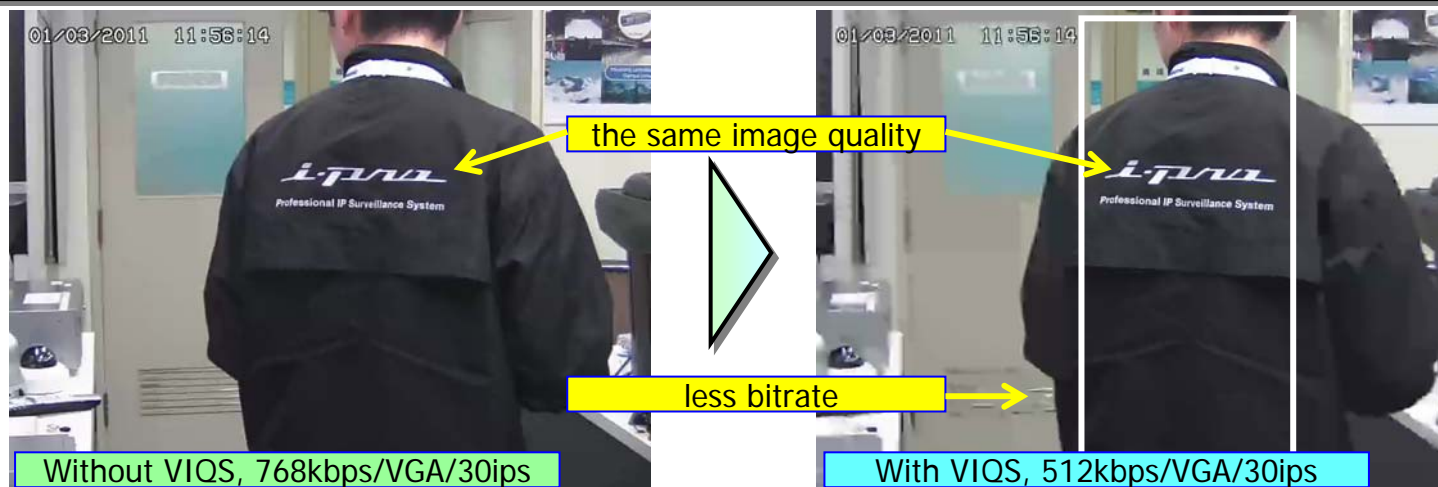 01/03/2011 11:56:14
i-pro
Professional IP Surveillance System
Without VIQS, 768kbps/VGA/30ips
the same image quality
less bitrate
01/03/2011 11:56:14
i-pro
Professional IP Surveillance System
With VIQS, 512kbps/VGA/30ips